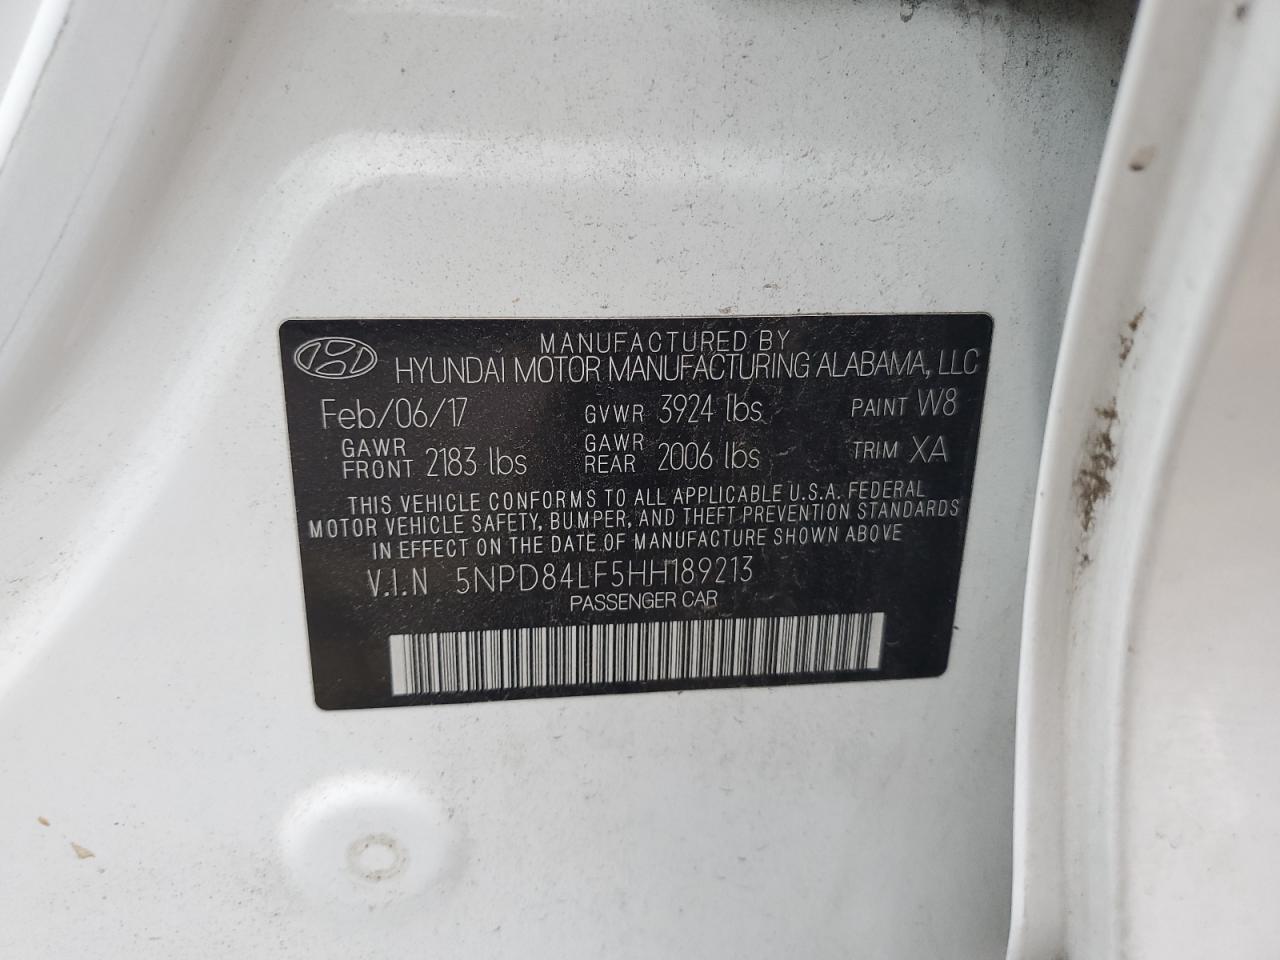 MANUFACTURED BY
HYUNDAI MOTOR MANUFACTURING ALABAMA, LLC
Feb/06/17 GVWR 3924 lbs PAINT W8
GAWR FRONT 2183 lbs GAWR REAR 2006 lbs TRIM XA
THIS VEHICLE CONFORMS TO ALL APPLICABLE U.S.A. FEDERAL
MOTOR VEHICLE SAFETY, BUMPER, AND THEFT PREVENTION STANDARDS
IN EFFECT ON THE DATE OF MANUFACTURE SHOWN ABOVE
V.I.N 5NPD84LF5HH189213
PASSENGER CAR